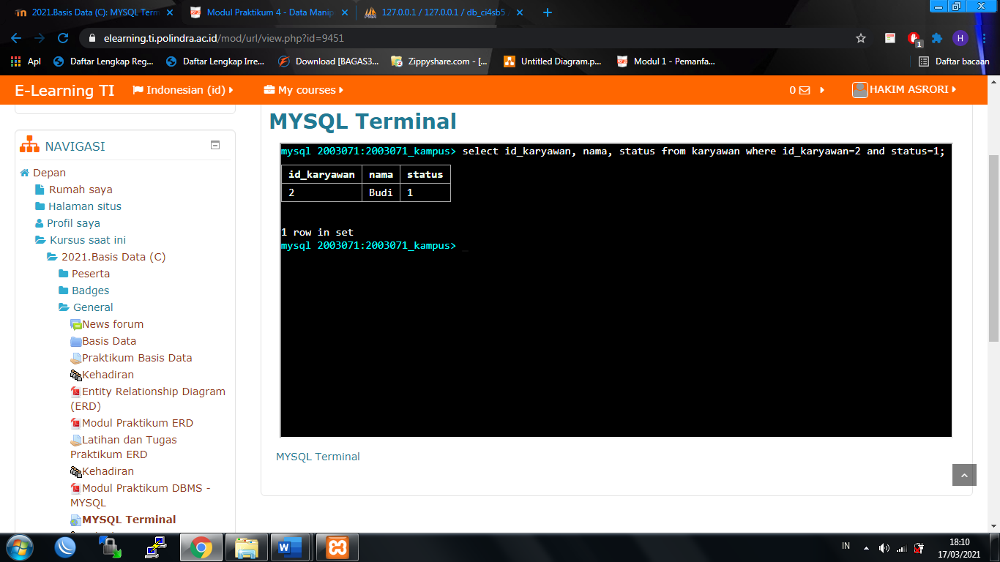 2021.Basis Data (C): MYSQL Term
Modul Praktikum 4 - Data Manip
127.0.0.1 / 127.0.0.1 / db_ci4sb5
elearning.ti.polindra.ac.id/mod/url/view.php?id=9451
1
H
Apl
Daftar Lengkap Reg...
Daftar Lengkap Irre...
Download [BAGAS3...
Zippyshare.com - [...
Untitled Diagram.p...
Modul 1 - Pemanfa...
Daftar bacaan
E-Learning TI
Indonesian (id)
My courses
0
HAKIM ASRORI
NAVIGASI
Depan
Rumah saya
Halaman situs
Profil saya
Kursus saat ini
2021.Basis Data (C)
Peserta
Badges
General
News forum
Basis Data
Praktikum Basis Data
Kehadiran
Entity Relationship Diagram
(ERD)
Modul Praktikum ERD
Latihan dan Tugas
Praktikum ERD
Kehadiran
Modul Praktikum DBMS -
MYSQL
MYSQL Terminal
MYSQL Terminal
mysql 2003071:2003071_kampus> select id_karyawan, nama, status from karyawan where id_karyawan=2 and status=1;
id_karyawan nama status
2 Budi 1
1 row in set
mysql 2003071:2003071_kampus> _
MYSQL Terminal
IN
18:10
17/03/2021